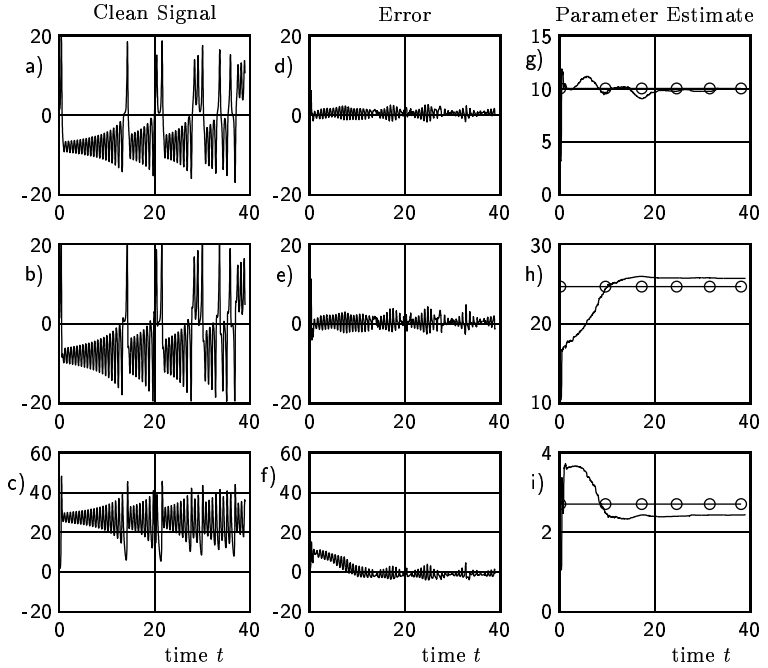 Clean Signal Error Parameter Estimate
a) 20 0 -20 0 20 40
d) 20 0 -20 0 20 40
g) 15 10 5 0 0 20 40
b) 20 0 -20 0 20 40
e) 20 0 -20 0 20 40
h) 30 20 10 0 20 40
c) 60 40 20 0 -20 0 20 40
f) 60 40 20 0 -20 0 20 40
i) 4 2 0 0 20 40
time t time t time t